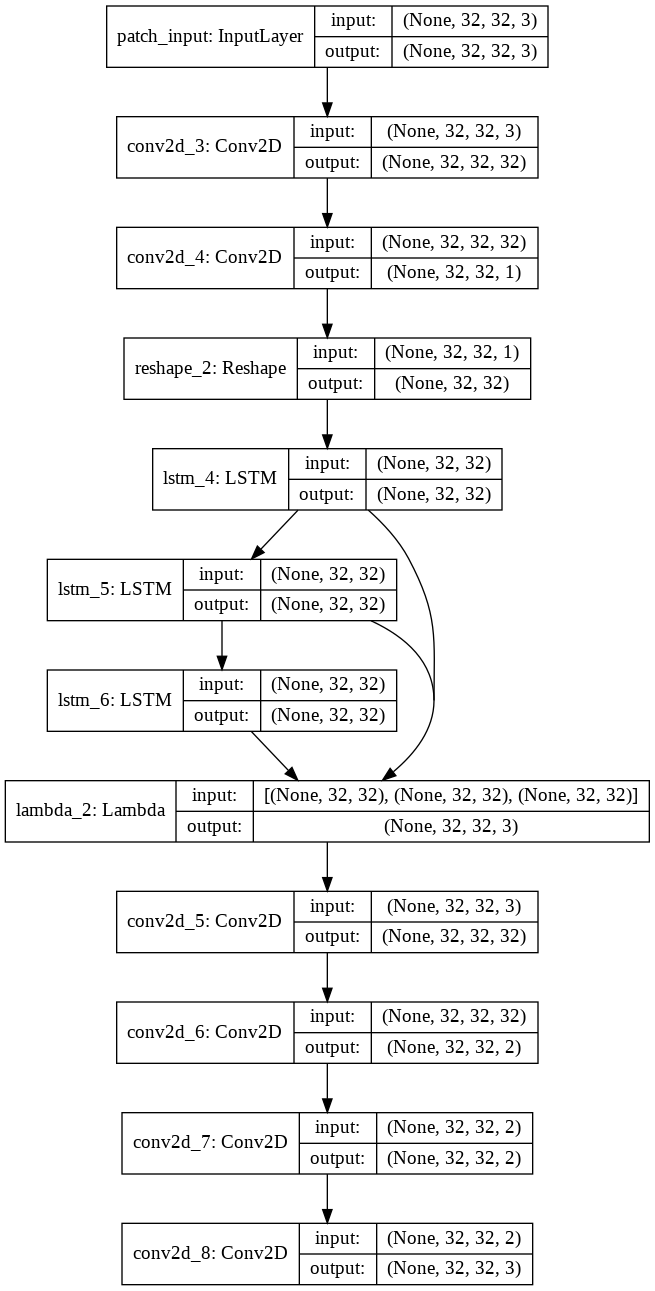 patch_input: InputLayer
input:
(None, 32, 32, 3)
output:
(None, 32, 32, 3)
conv2d_3: Conv2D
input:
(None, 32, 32, 3)
output:
(None, 32, 32, 32)
conv2d_4: Conv2D
input:
(None, 32, 32, 32)
output:
(None, 32, 32, 1)
reshape_2: Reshape
input:
(None, 32, 32, 1)
output:
(None, 32, 32)
lstm_4: LSTM
input:
(None, 32, 32)
output:
(None, 32, 32)
lstm_5: LSTM
input:
(None, 32, 32)
output:
(None, 32, 32)
lstm_6: LSTM
input:
(None, 32, 32)
output:
(None, 32, 32)
lambda_2: Lambda
input:
[(None, 32, 32), (None, 32, 32), (None, 32, 32)]
output:
(None, 32, 32, 3)
conv2d_5: Conv2D
input:
(None, 32, 32, 3)
output:
(None, 32, 32, 32)
conv2d_6: Conv2D
input:
(None, 32, 32, 32)
output:
(None, 32, 32, 2)
conv2d_7: Conv2D
input:
(None, 32, 32, 2)
output:
(None, 32, 32, 2)
conv2d_8: Conv2D
input:
(None, 32, 32, 2)
output:
(None, 32, 32, 3)